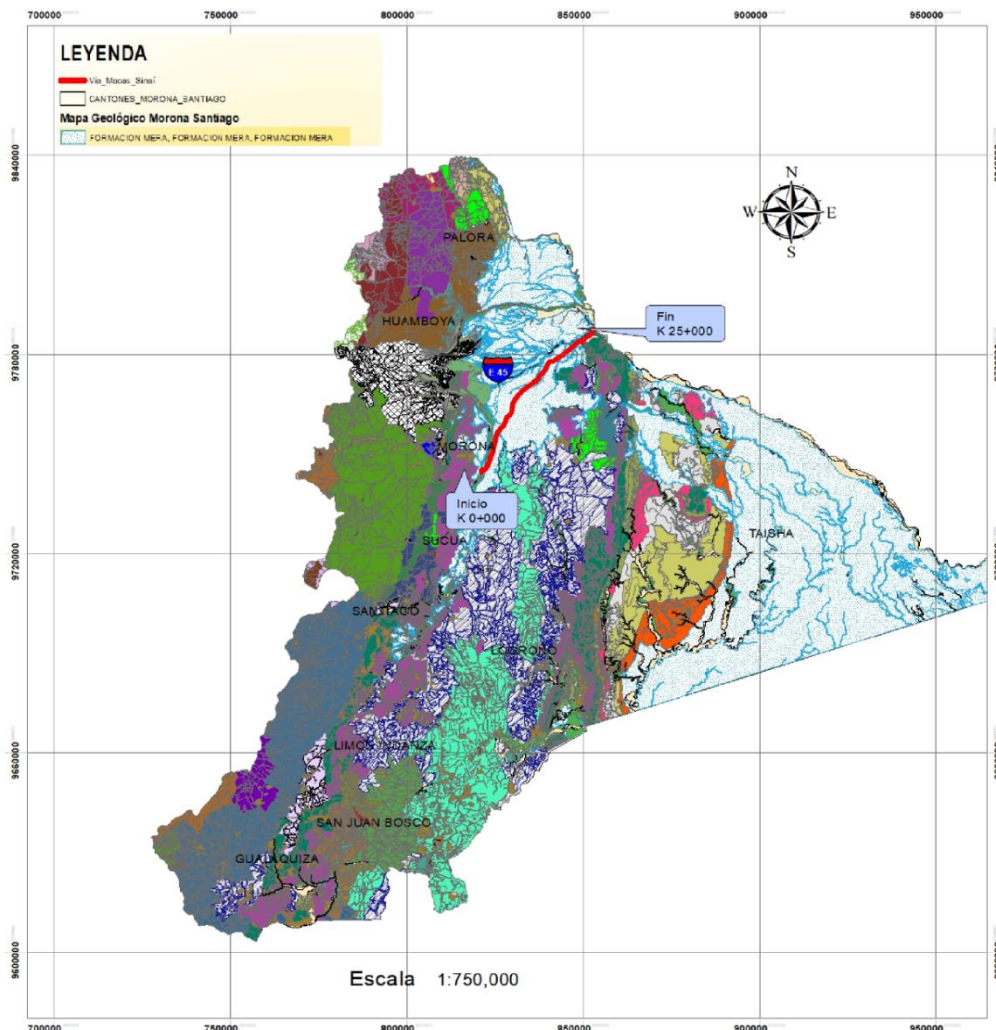 700000 750000 800000 850000 900000 950000
LEYENDA
Via_Macas_Sinaí
CANTONES_MORONA_SANTIAGO
Mapa Geológico Morona Santiago
FORMACION MERA, FORMACION MERA, FORMACION MERA
9840000
N
W E
S
PALORA
Fin
K 25+000
HUAMBOYA
9780000
E 45
MORONA
Inicio
K 0+000
SUCUA
TAISHA
9720000
SANTIAGO
LOGROÑO
LIMON INDANZA
9660000
SAN JUAN BOSCO
GUALAQUIZA
9600000
Escala 1:750,000
700000 750000 800000 850000 900000 950000